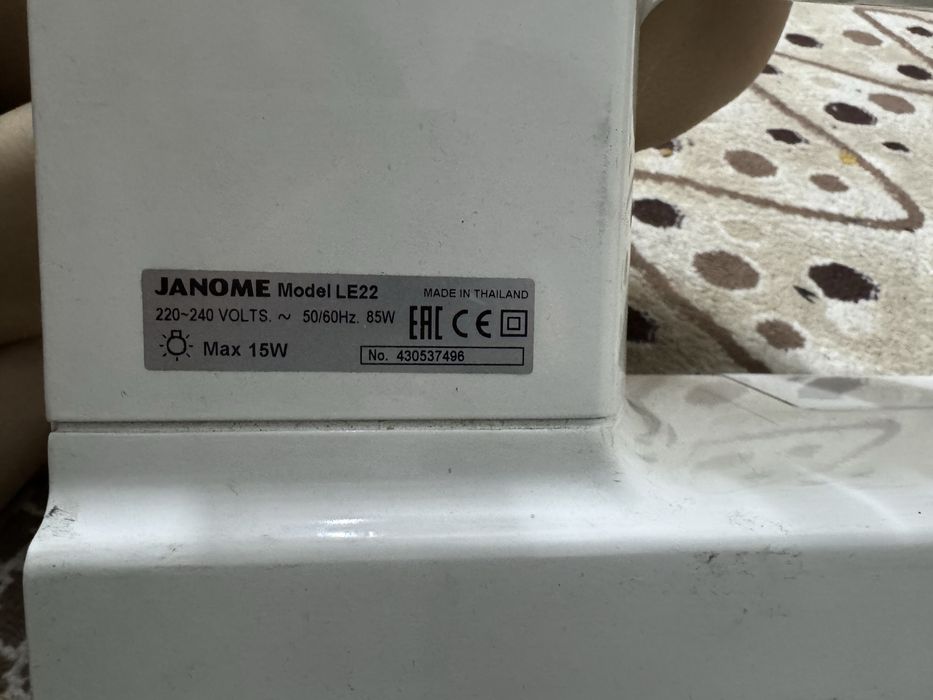 JANOME Model LE22 MADE IN THAILAND
220~240 VOLTS. ~ 50/60Hz. 85W EAC CE
Max 15W No. 430537496